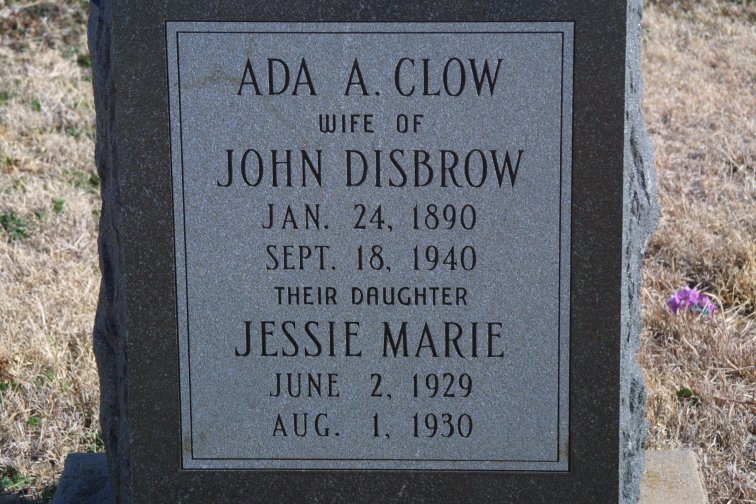 ADA A. CLOW
WIFE OF
JOHN DISBROW
JAN. 24, 1890
SEPT. 18, 1940
THEIR DAUGHTER
JESSIE MARIE
JUNE 2, 1929
AUG. 1, 1930